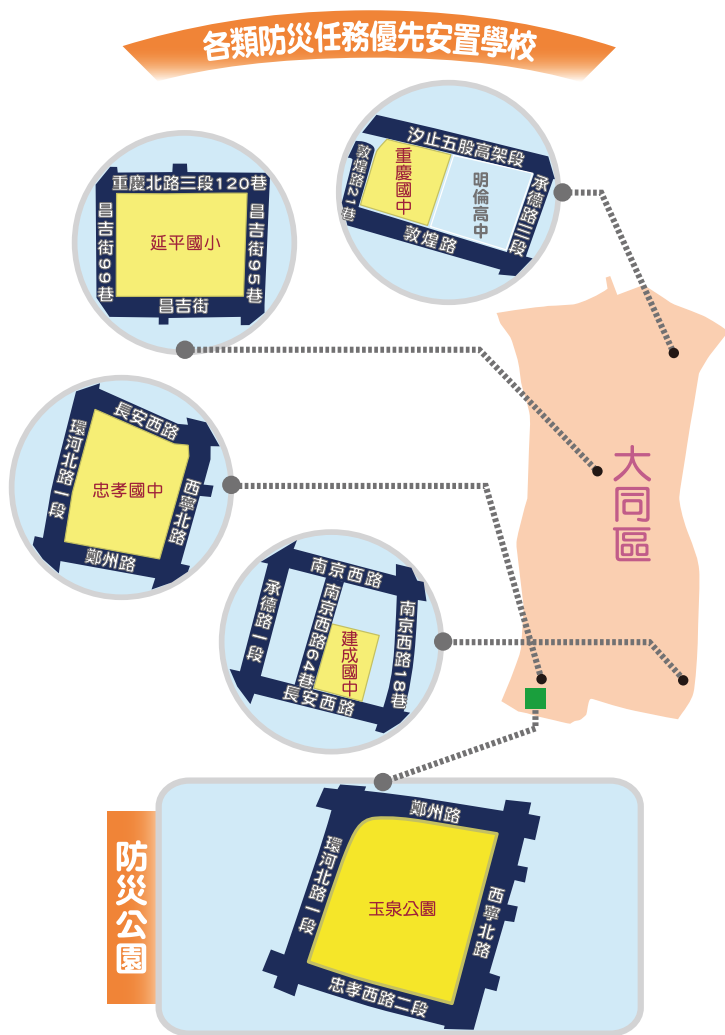 各類防災任務優先安置學校
汐止五股高架段
敦煌路21巷
重慶國中
明倫高中
承德路三段
敦煌路
重慶北路三段120巷
昌吉街99巷
延平國小
昌吉街95巷
昌吉街
大同區
長安西路
環河北路一段
忠孝國中
西寧北路
鄭州路
南京西路
承德路一段
南京西路64巷
建成國中
南京西路18巷
長安西路
防災公園
鄭州路
環河北路一段
玉泉公園
西寧北路
忠孝西路二段